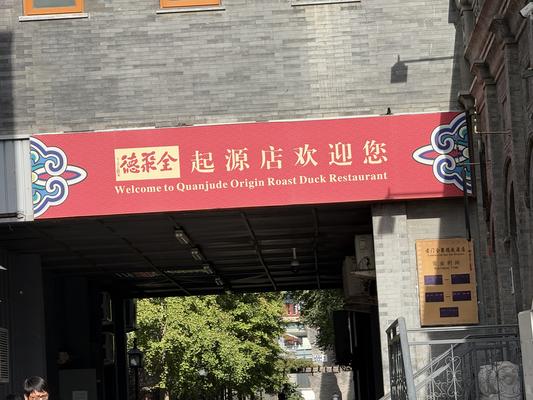 德聚全 起源店欢迎您
Welcome to Quanjude Origin Roast Duck Restaurant